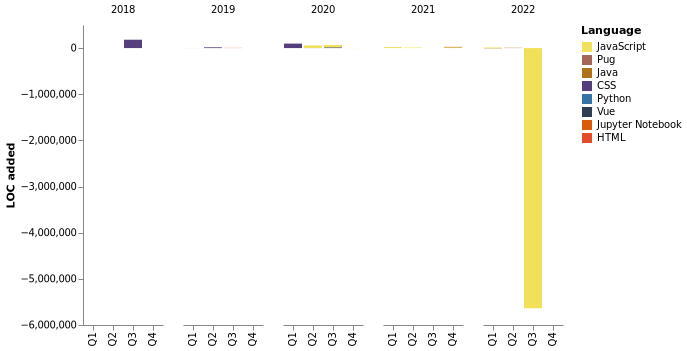 2018 2019 2020 2021 2022
Language
JavaScript
Pug
Java
CSS
Python
Vue
Jupyter Notebook
HTML
LOC added
0
−1,000,000
−2,000,000
−3,000,000
−4,000,000
−5,000,000
−6,000,000
Q1 Q2 Q3 Q4 Q1 Q2 Q3 Q4 Q1 Q2 Q3 Q4 Q1 Q2 Q3 Q4 Q1 Q2 Q3 Q4